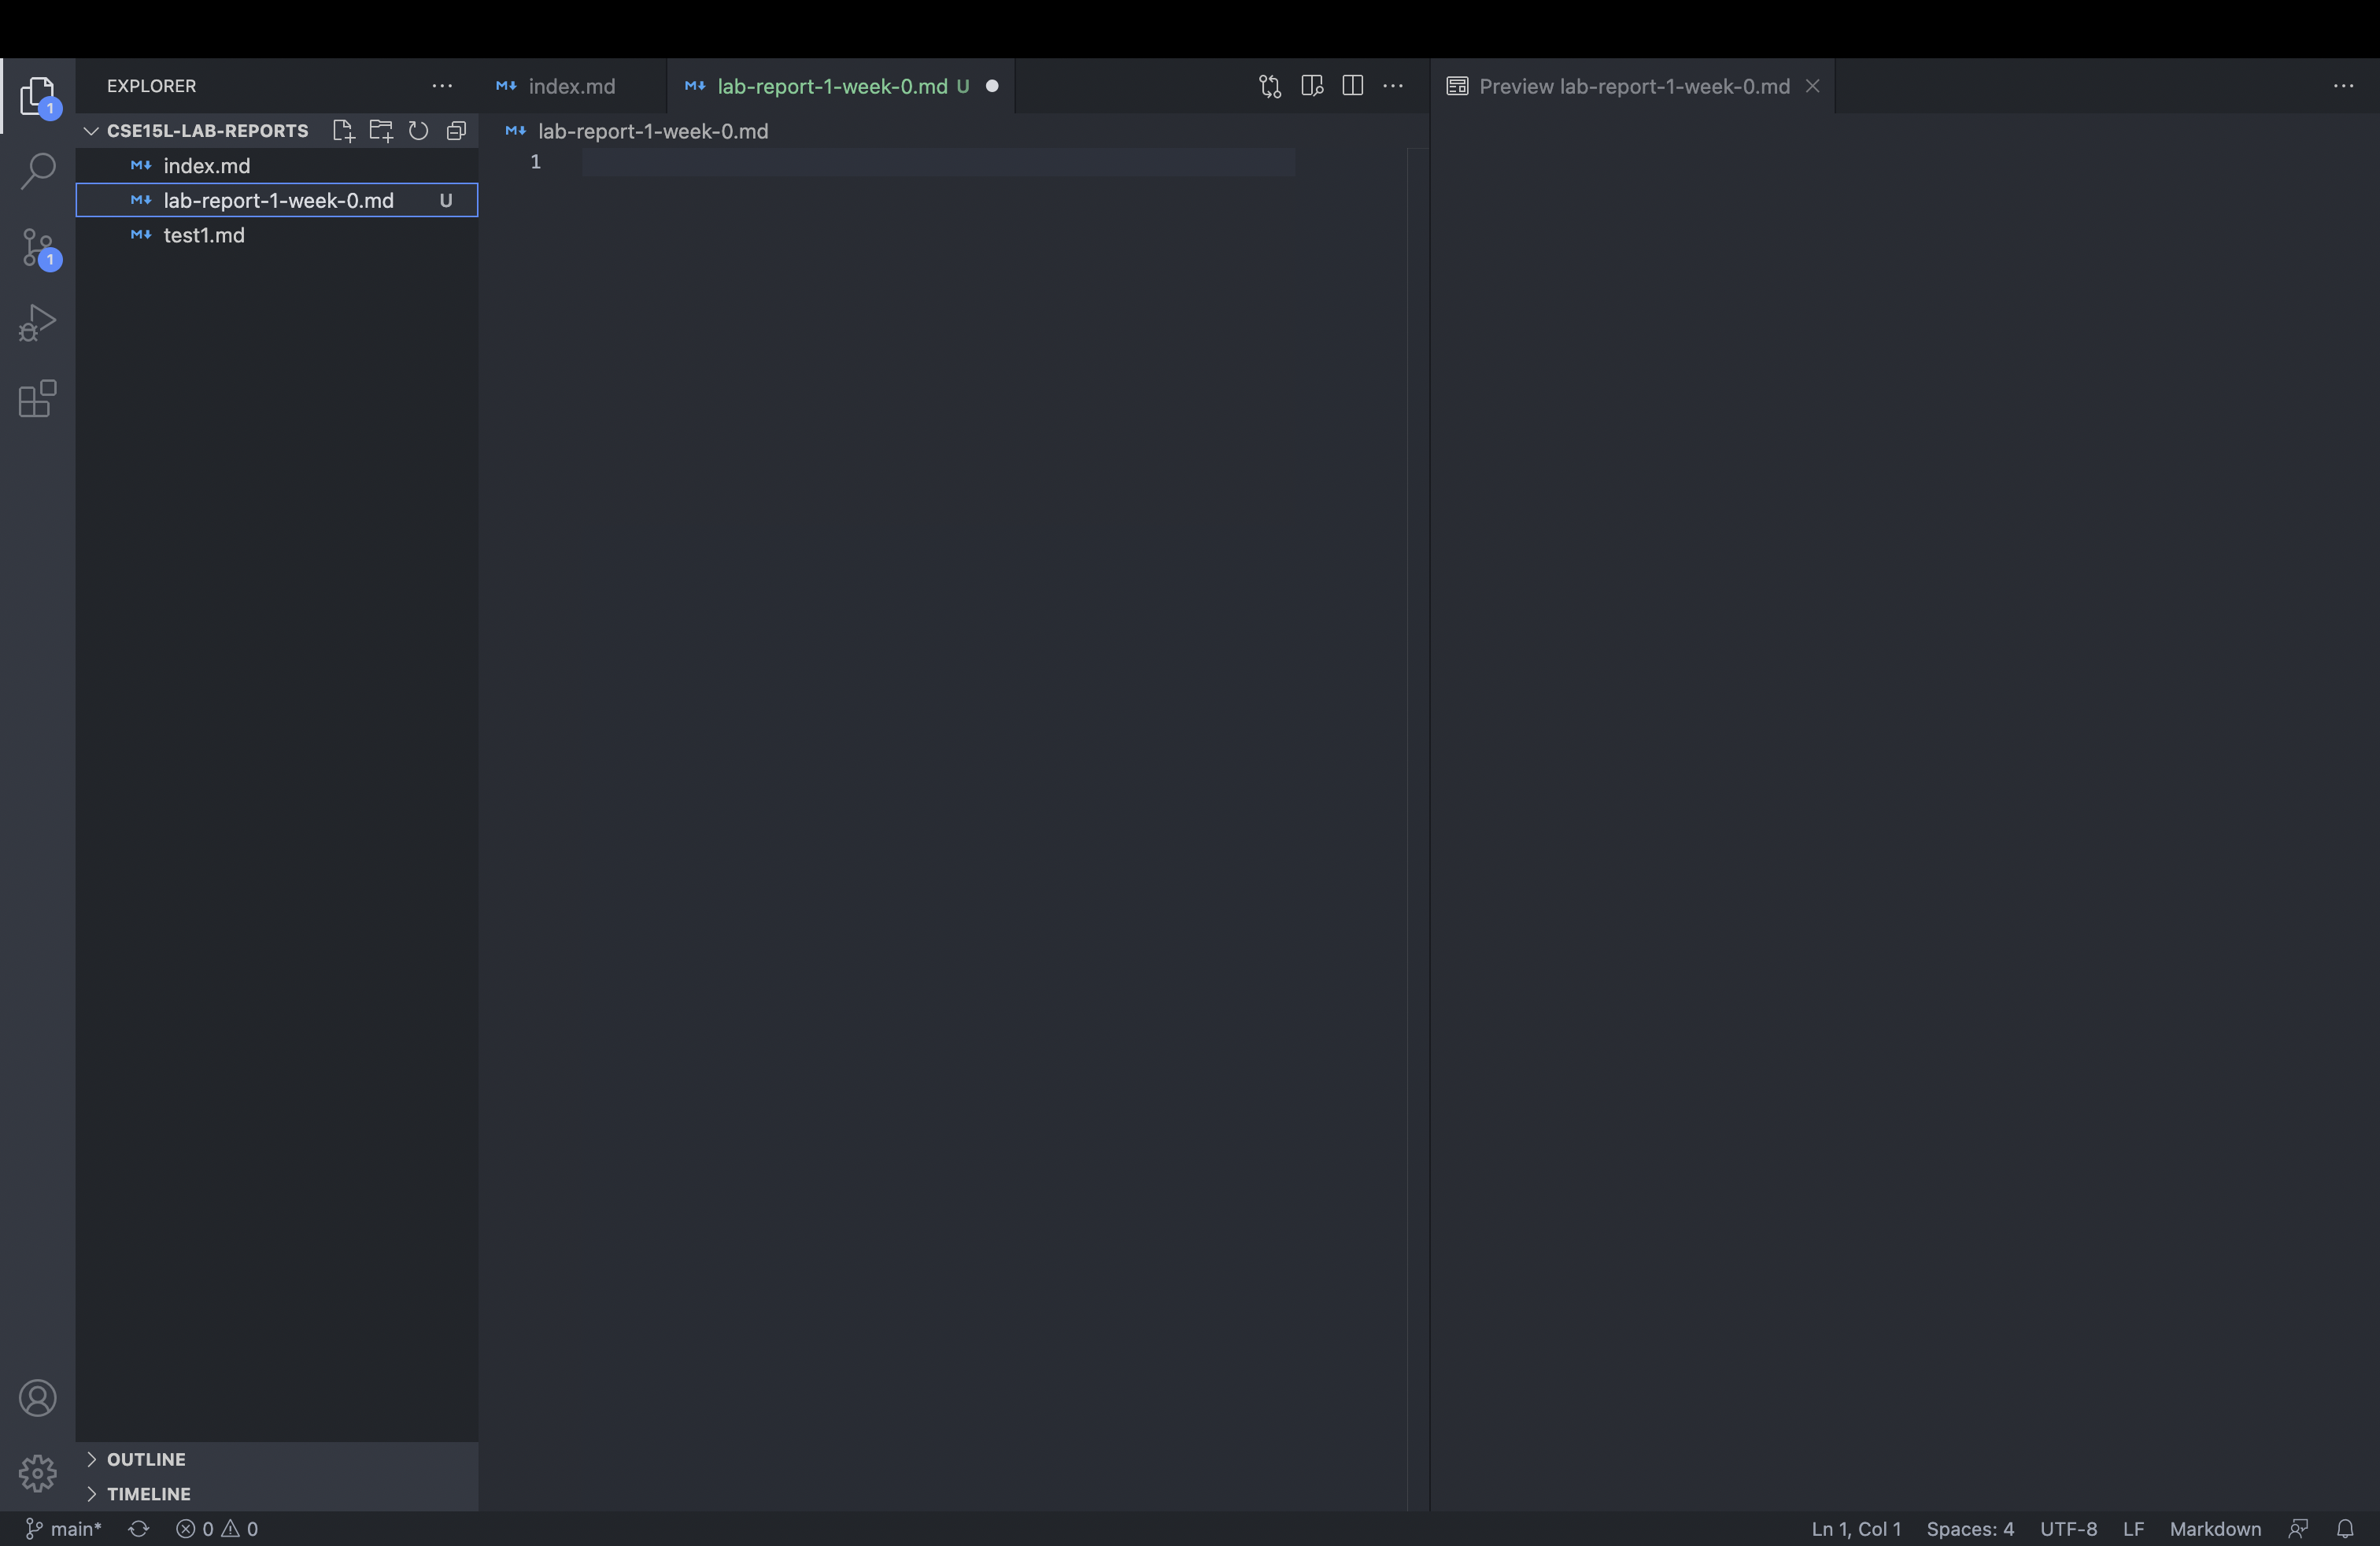 EXPLORER
index.md
lab-report-1-week-0.md U
Preview lab-report-1-week-0.md
1
CSE15L-LAB-REPORTS
lab-report-1-week-0.md
index.md
1
lab-report-1-week-0.md U
test1.md
1
OUTLINE
TIMELINE
main* 0 0
Ln 1, Col 1 Spaces: 4 UTF-8 LF Markdown